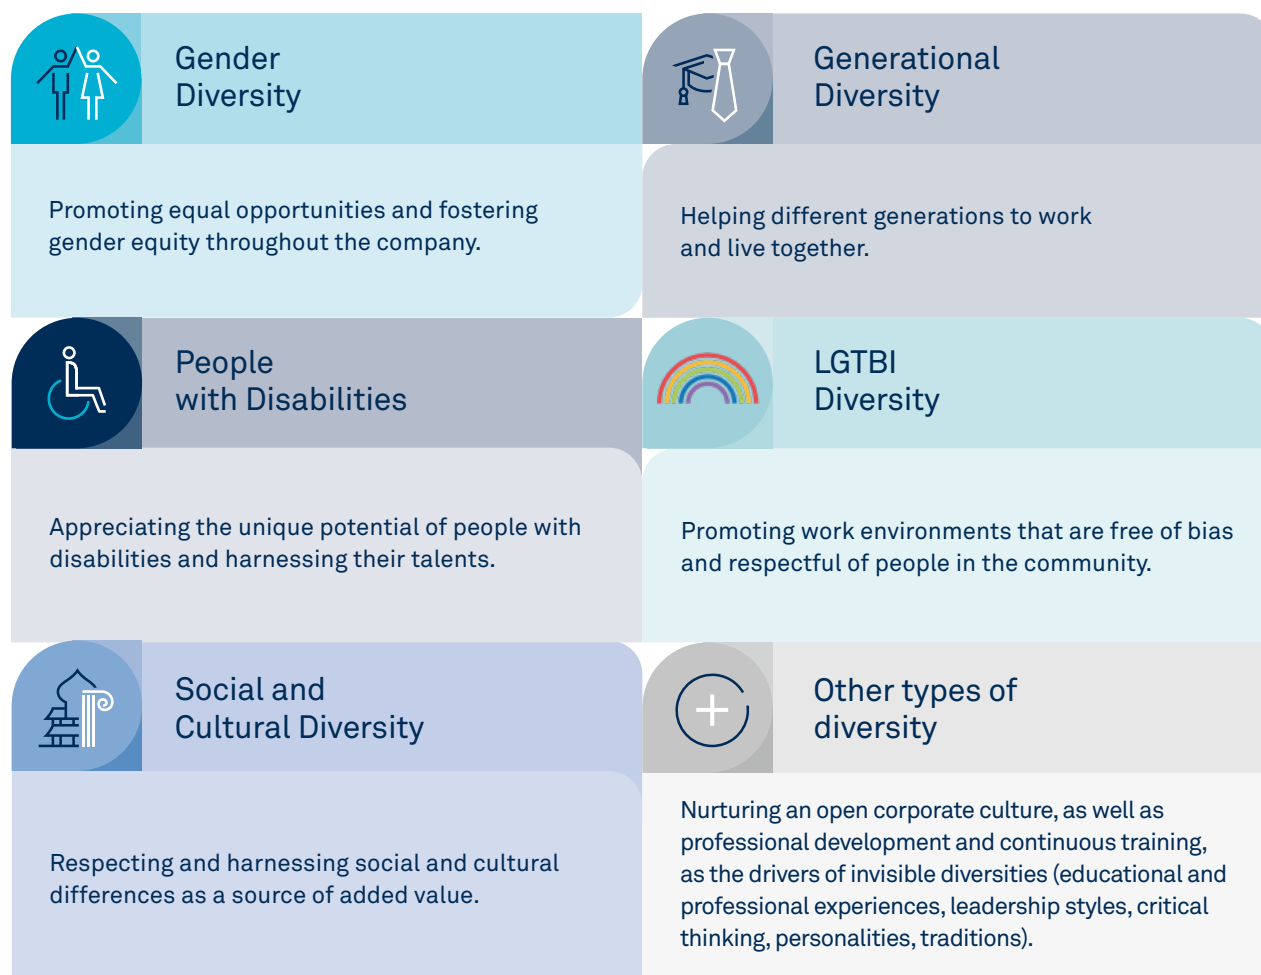 Gender
Diversity
Promoting equal opportunities and fostering
gender equity throughout the company.
Generational
Diversity
Helping different generations to work
and live together.
People
with Disabilities
Appreciating the unique potential of people with
disabilities and harnessing their talents.
LGTBI
Diversity
Promoting work environments that are free of bias
and respectful of people in the community.
Social and
Cultural Diversity
Respecting and harnessing social and cultural
differences as a source of added value.
Other types of
diversity
Nurturing an open corporate culture, as well as
professional development and continuous training,
as the drivers of invisible diversities (educational and
professional experiences, leadership styles, critical
thinking, personalities, traditions).